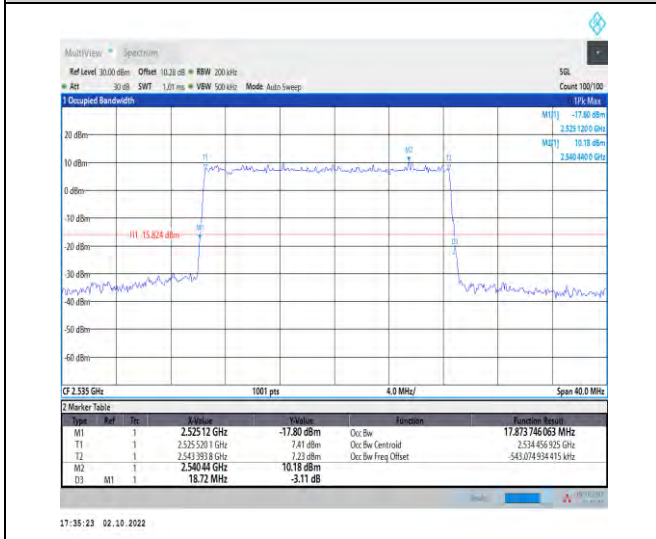 MultiView Spectrum
Ref Level 30.00 dBm Offset 10.28 dB RBW 200 kHz SGL
Att 30 dB SWT 1.01 ms VBW 500 kHz Mode Auto Sweep Count 100/100
1 Occupied Bandwidth 1Pk Max
M1[1] -17.80 dBm
2.525 120 0 GHz
M2[1] 10.18 dBm
2.540 440 0 GHz
20 dBm
10 dBm
0 dBm
-10 dBm
-20 dBm
-30 dBm
-40 dBm
-50 dBm
-60 dBm
T1
M2
T2
M1
H1 -15.824 dBm
D3
CF 2.535 GHz 1001 pts 4.0 MHz/ Span 40.0 MHz
2 Marker Table
Type Ref Trc X-Value Y-Value Function Function Result
M1 1 2.525 12 GHz -17.80 dBm Occ Bw 17.873 746 063 MHz
T1 1 2.525 520 1 GHz 7.41 dBm Occ Bw Centroid 2.534 456 925 GHz
T2 1 2.543 393 8 GHz 7.23 dBm Occ Bw Freq Offset -543.074 934 415 kHz
M2 1 2.540 44 GHz 10.18 dBm
D3 M1 1 18.72 MHz -3.11 dB
17:35:23 02.10.2022